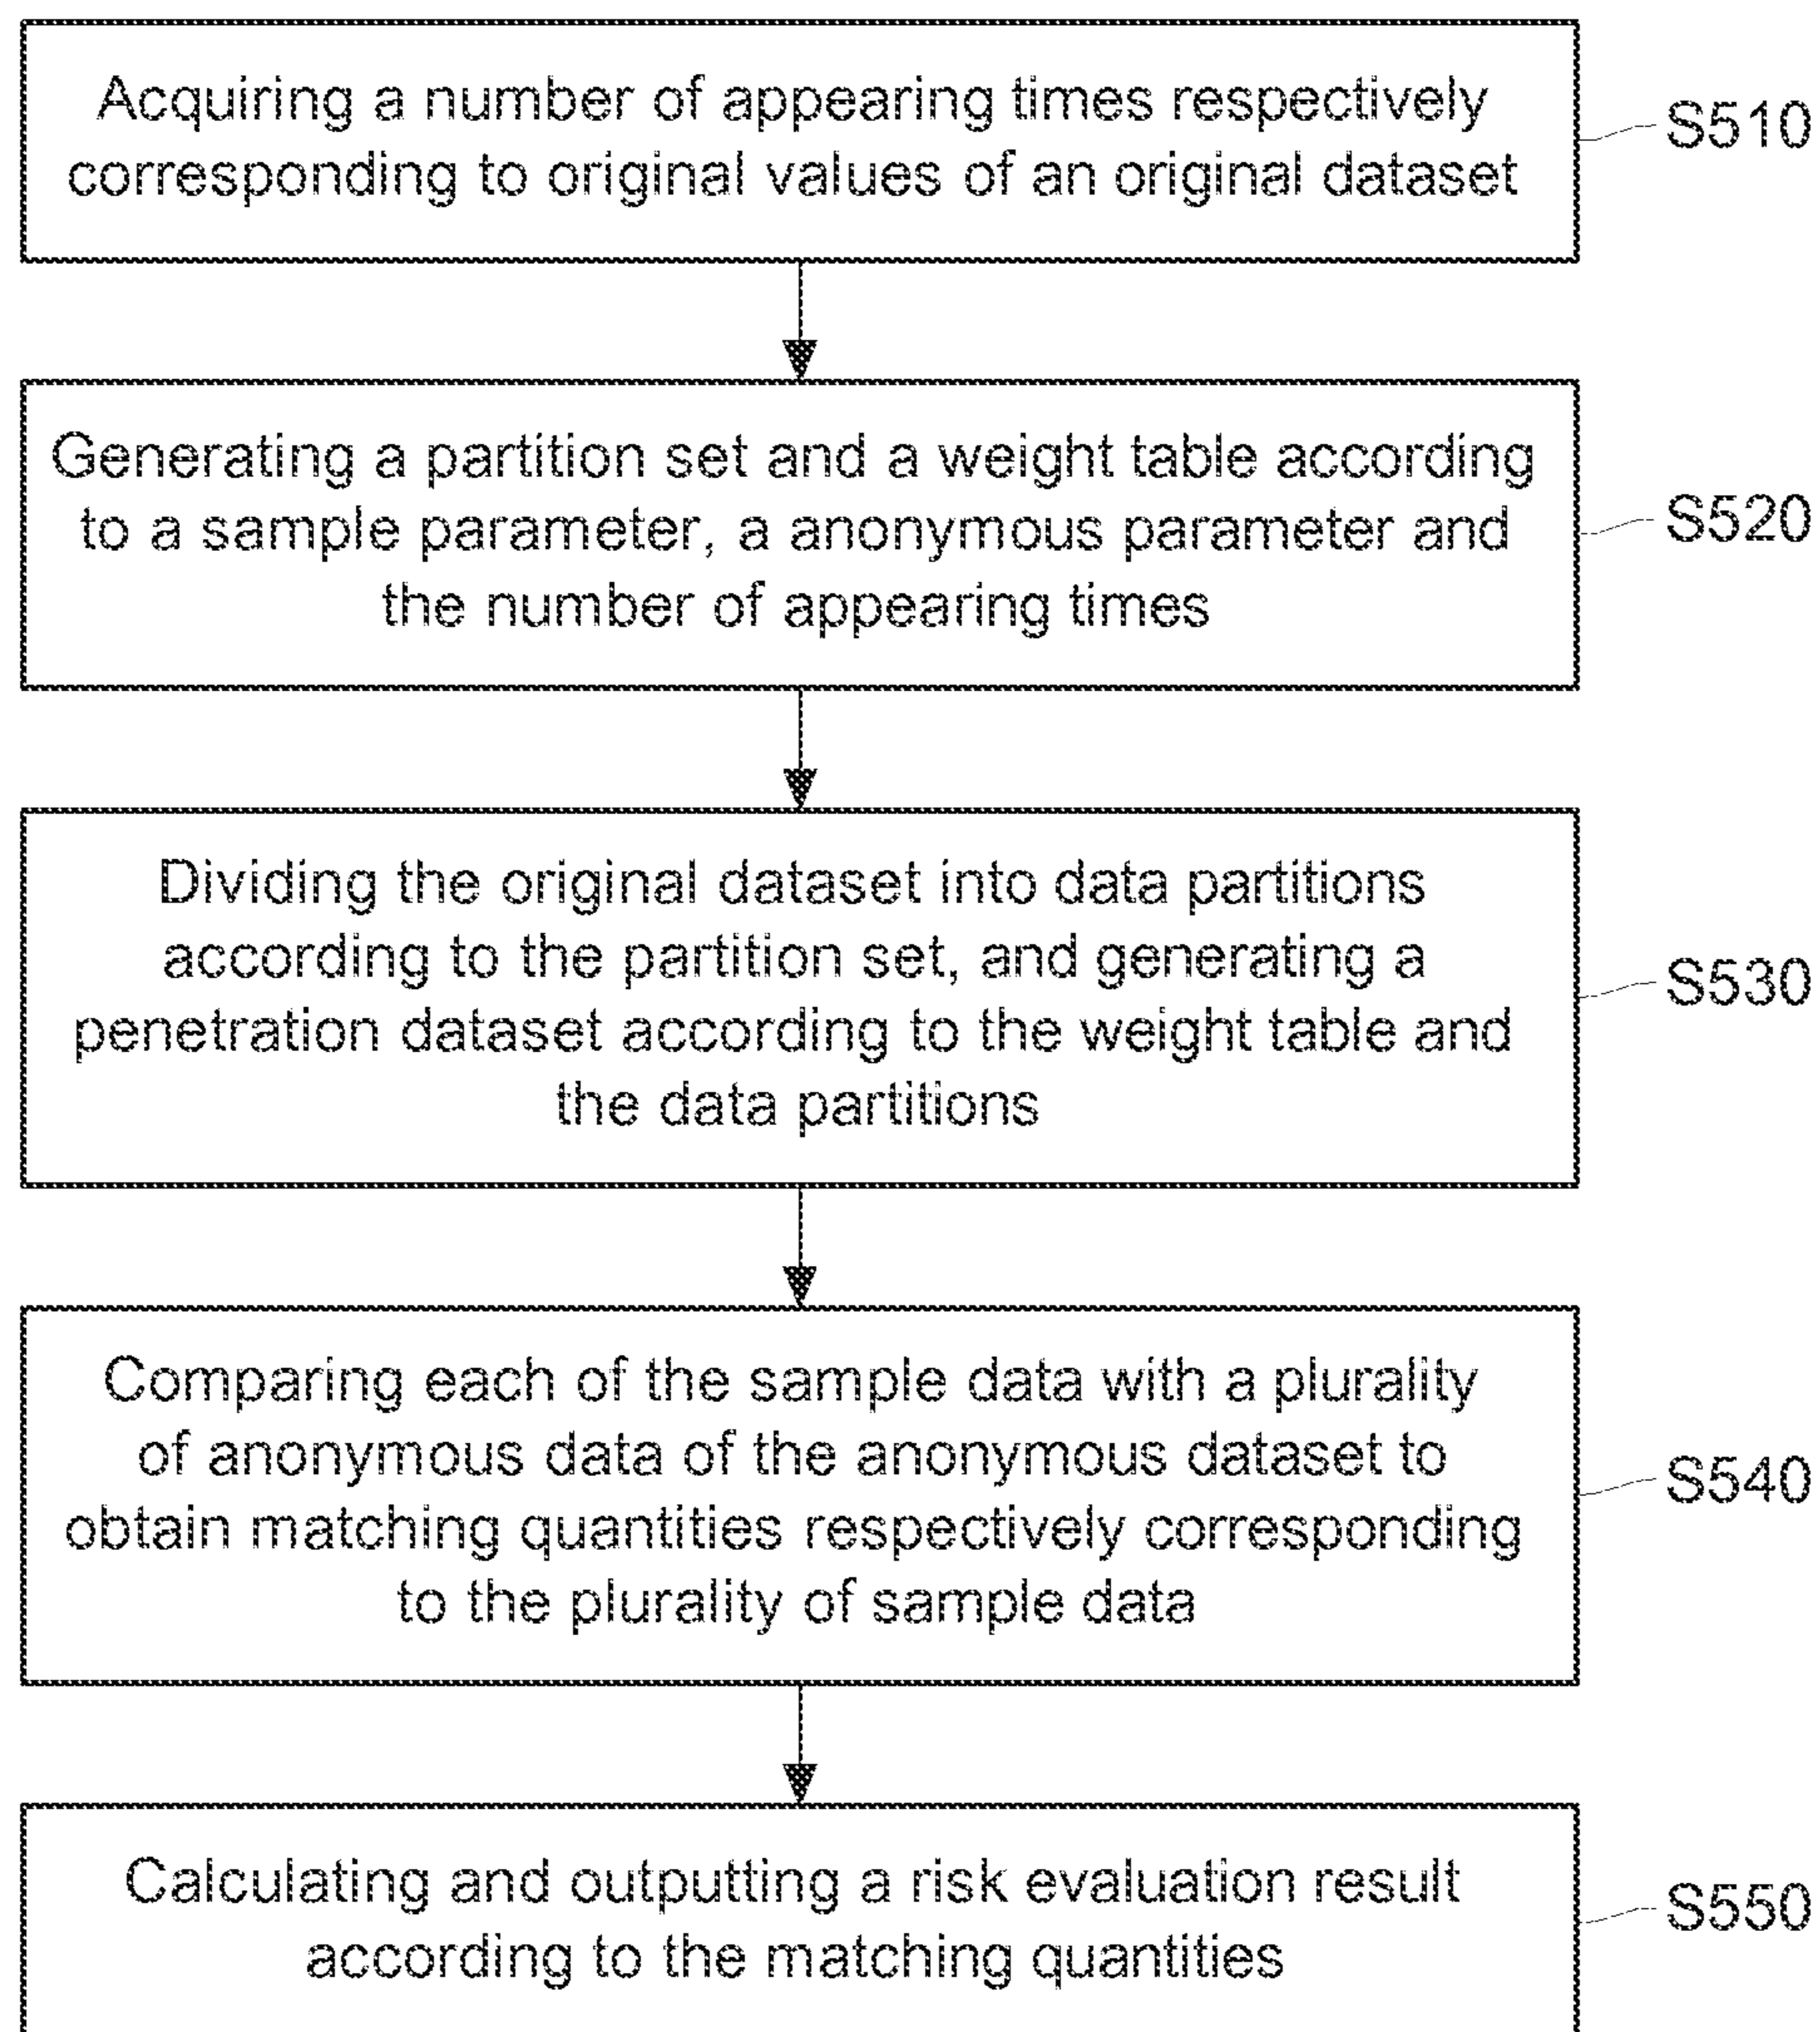 Acquiring a number of appearing times respectively
corresponding to original values of an original dataset
S510
Generating a partition set and a weight table according
to a sample parameter, a anonymous parameter and
the number of appearing times
S520
Dividing the original dataset into data partitions
according to the partition set, and generating a
penetration dataset according to the weight table and
the data partitions
S530
Comparing each of the sample data with a plurality
of anonymous data of the anonymous dataset to
obtain matching quantities respectively corresponding
to the plurality of sample data
S540
Calculating and outputting a risk evaluation result
according to the matching quantities
S550